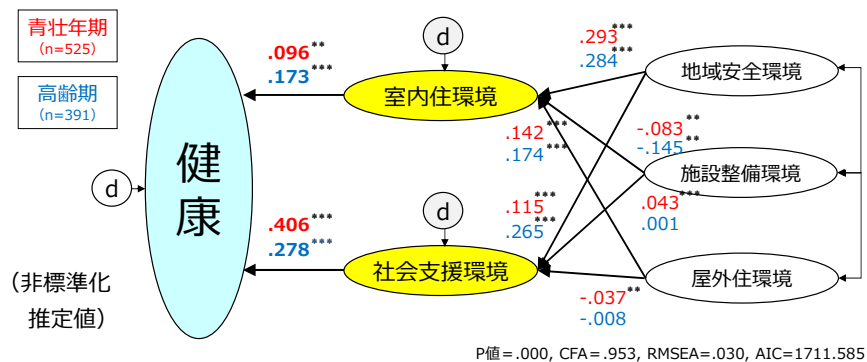 青壮年期
(n=525)
高齢期
(n=391)
.096**
.173***
.406***
.278***
健
康
d
d
d
室内住環境
社会支援環境
.293***
.284***
.142***
.174***
-.083**
-.145**
.115***
.265***
.043***
.001
-.037**
-.008
地域安全環境
施設整備環境
屋外住環境
(非標準化
推定値)
P値=.000, CFA=.953, RMSEA=.030, AIC=1711.585